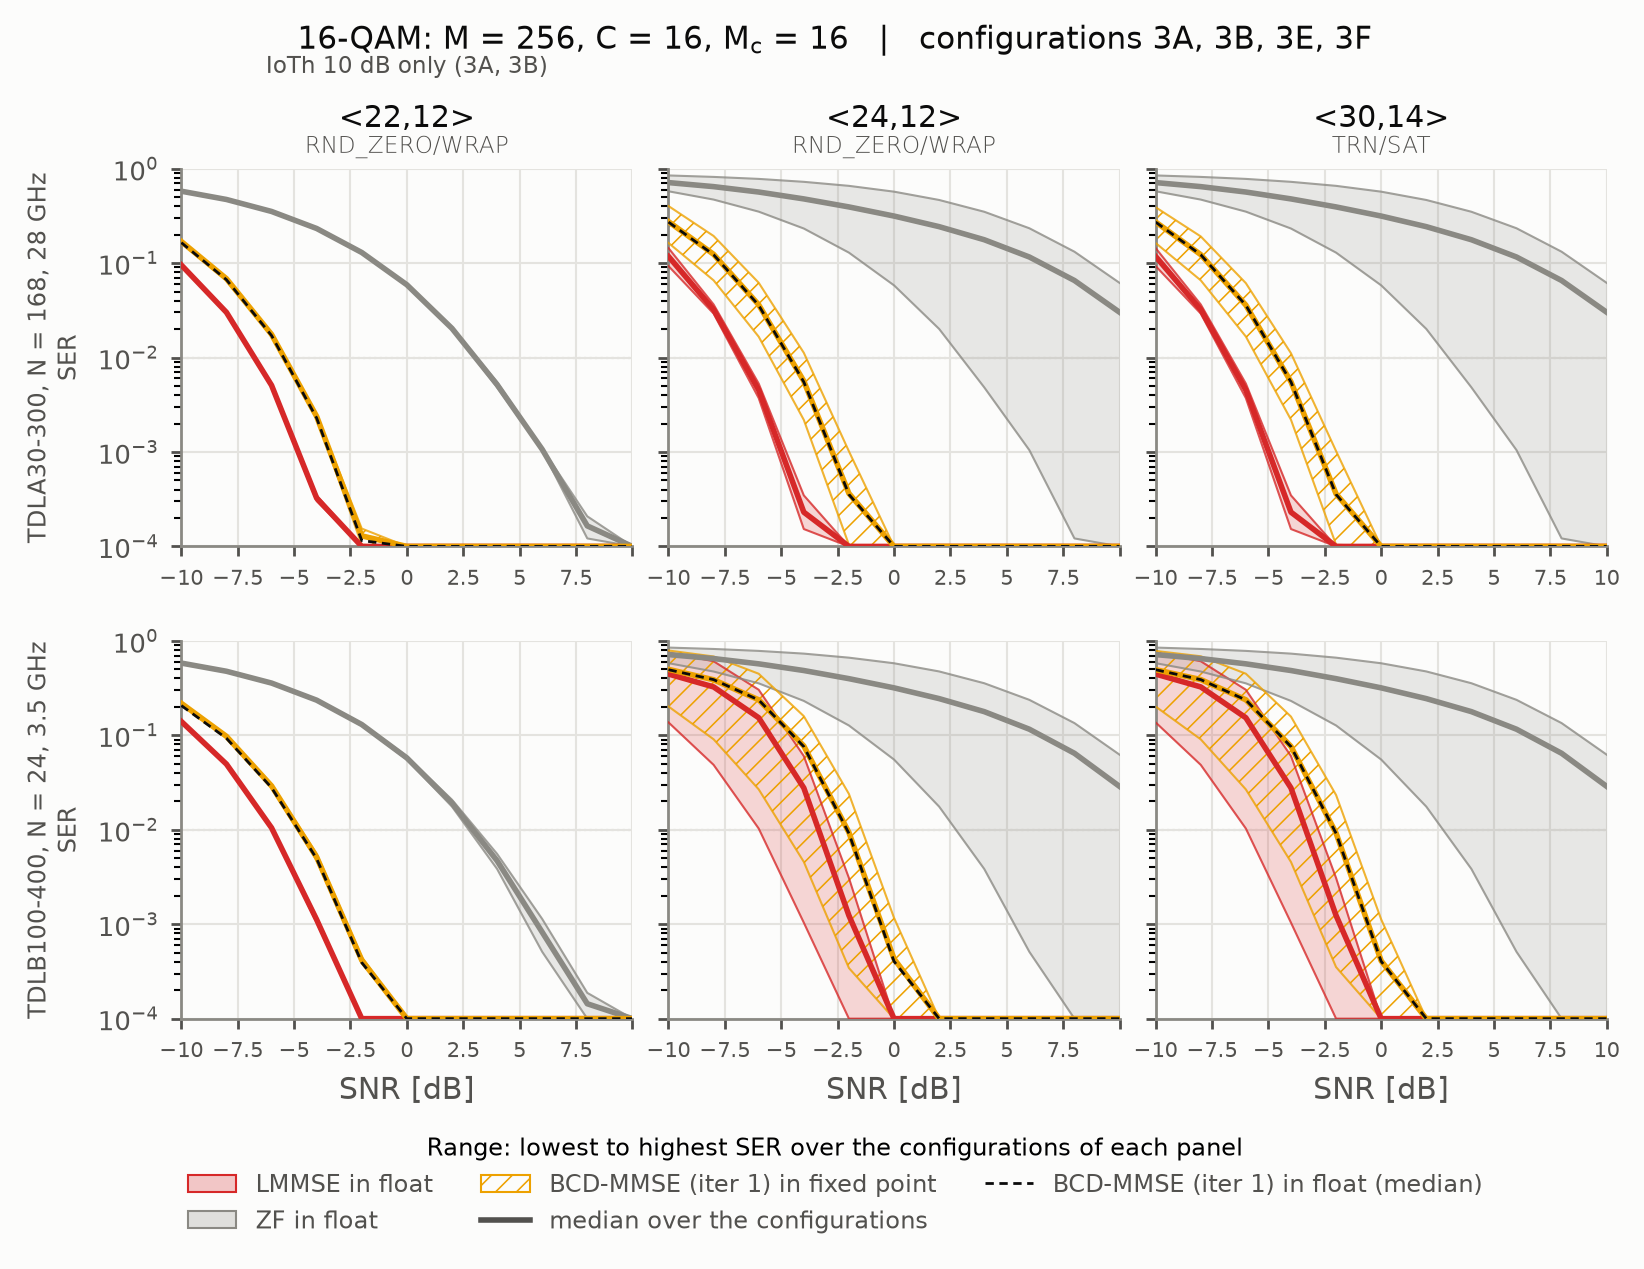 16-QAM: M = 256, C = 16, M_c = 16 | configurations 3A, 3B, 3E, 3F
IoTh 10 dB only (3A, 3B)
<22,12> <24,12> <30,14>
RND_ZERO/WRAP RND_ZERO/WRAP TRN/SAT
TDLA30-300, N = 168, 28 GHz
SER
10⁰
10⁻¹
10⁻²
10⁻³
10⁻⁴
−10 −7.5 −5 −2.5 0 2.5 5 7.5 −10 −7.5 −5 −2.5 0 2.5 5 7.5 −10 −7.5 −5 −2.5 0 2.5 5 7.5 10
TDLB100-400, N = 24, 3.5 GHz
SER
10⁰
10⁻¹
10⁻²
10⁻³
10⁻⁴
−10 −7.5 −5 −2.5 0 2.5 5 7.5 −10 −7.5 −5 −2.5 0 2.5 5 7.5 −10 −7.5 −5 −2.5 0 2.5 5 7.5 10
SNR [dB] SNR [dB] SNR [dB]
Range: lowest to highest SER over the configurations of each panel
LMMSE in float BCD-MMSE (iter 1) in fixed point BCD-MMSE (iter 1) in float (median)
ZF in float median over the configurations